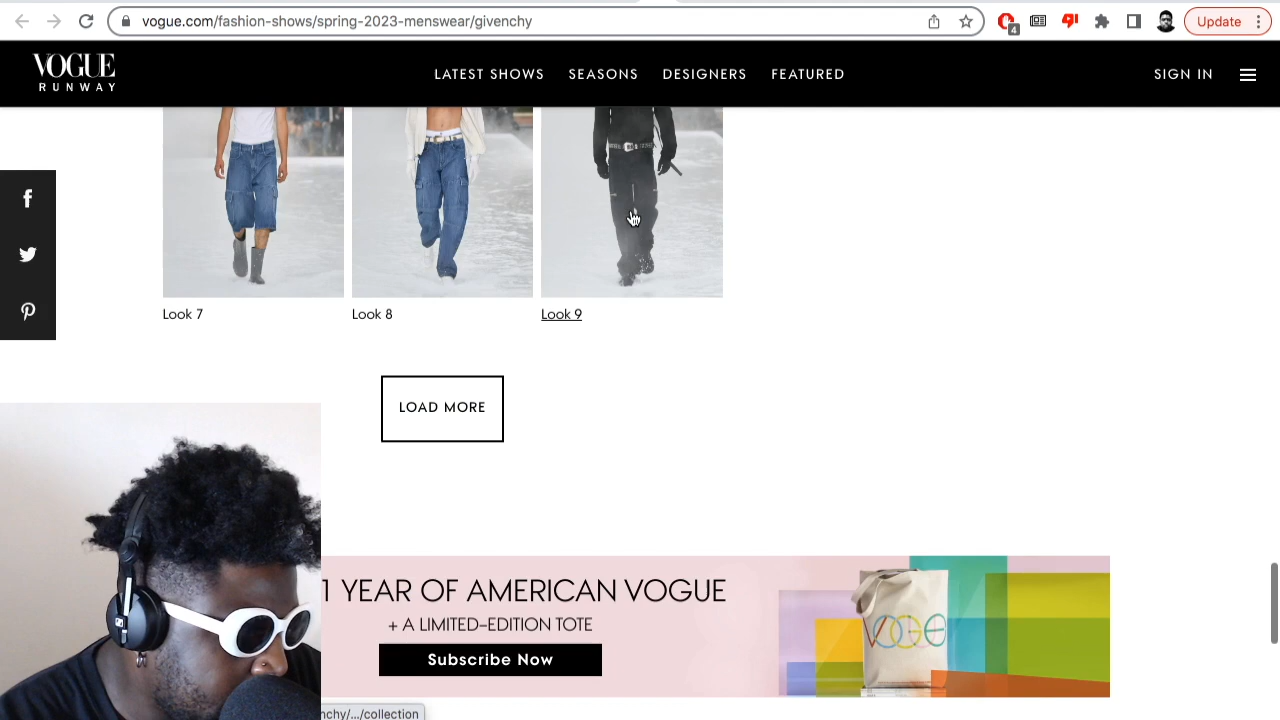 vogue.com/fashion-shows/spring-2023-menswear/givenchy
4
Update
VOGUE
RUNWAY
LATEST SHOWS
SEASONS
DESIGNERS
FEATURED
SIGN IN
Look 7
Look 8
Look 9
LOAD MORE
1 YEAR OF AMERICAN VOGUE
+ A LIMITED-EDITION TOTE
Subscribe Now
VOGUE
nchy/.../collection